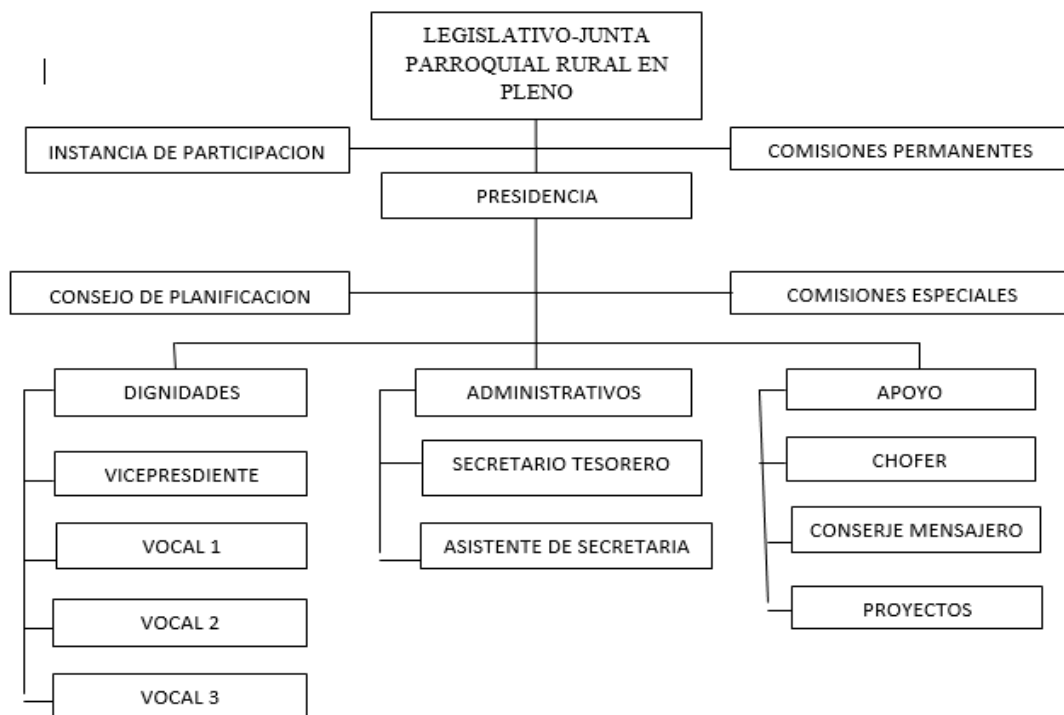 LEGISLATIVO-JUNTA
PARROQUIAL RURAL EN
PLENO
INSTANCIA DE PARTICIPACION
COMISIONES PERMANENTES
PRESIDENCIA
CONSEJO DE PLANIFICACION
COMISIONES ESPECIALES
DIGNIDADES
ADMINISTRATIVOS
APOYO
VICEPRESDIENTE
SECRETARIO TESORERO
CHOFER
VOCAL 1
ASISTENTE DE SECRETARIA
CONSERJE MENSAJERO
VOCAL 2
PROYECTOS
VOCAL 3